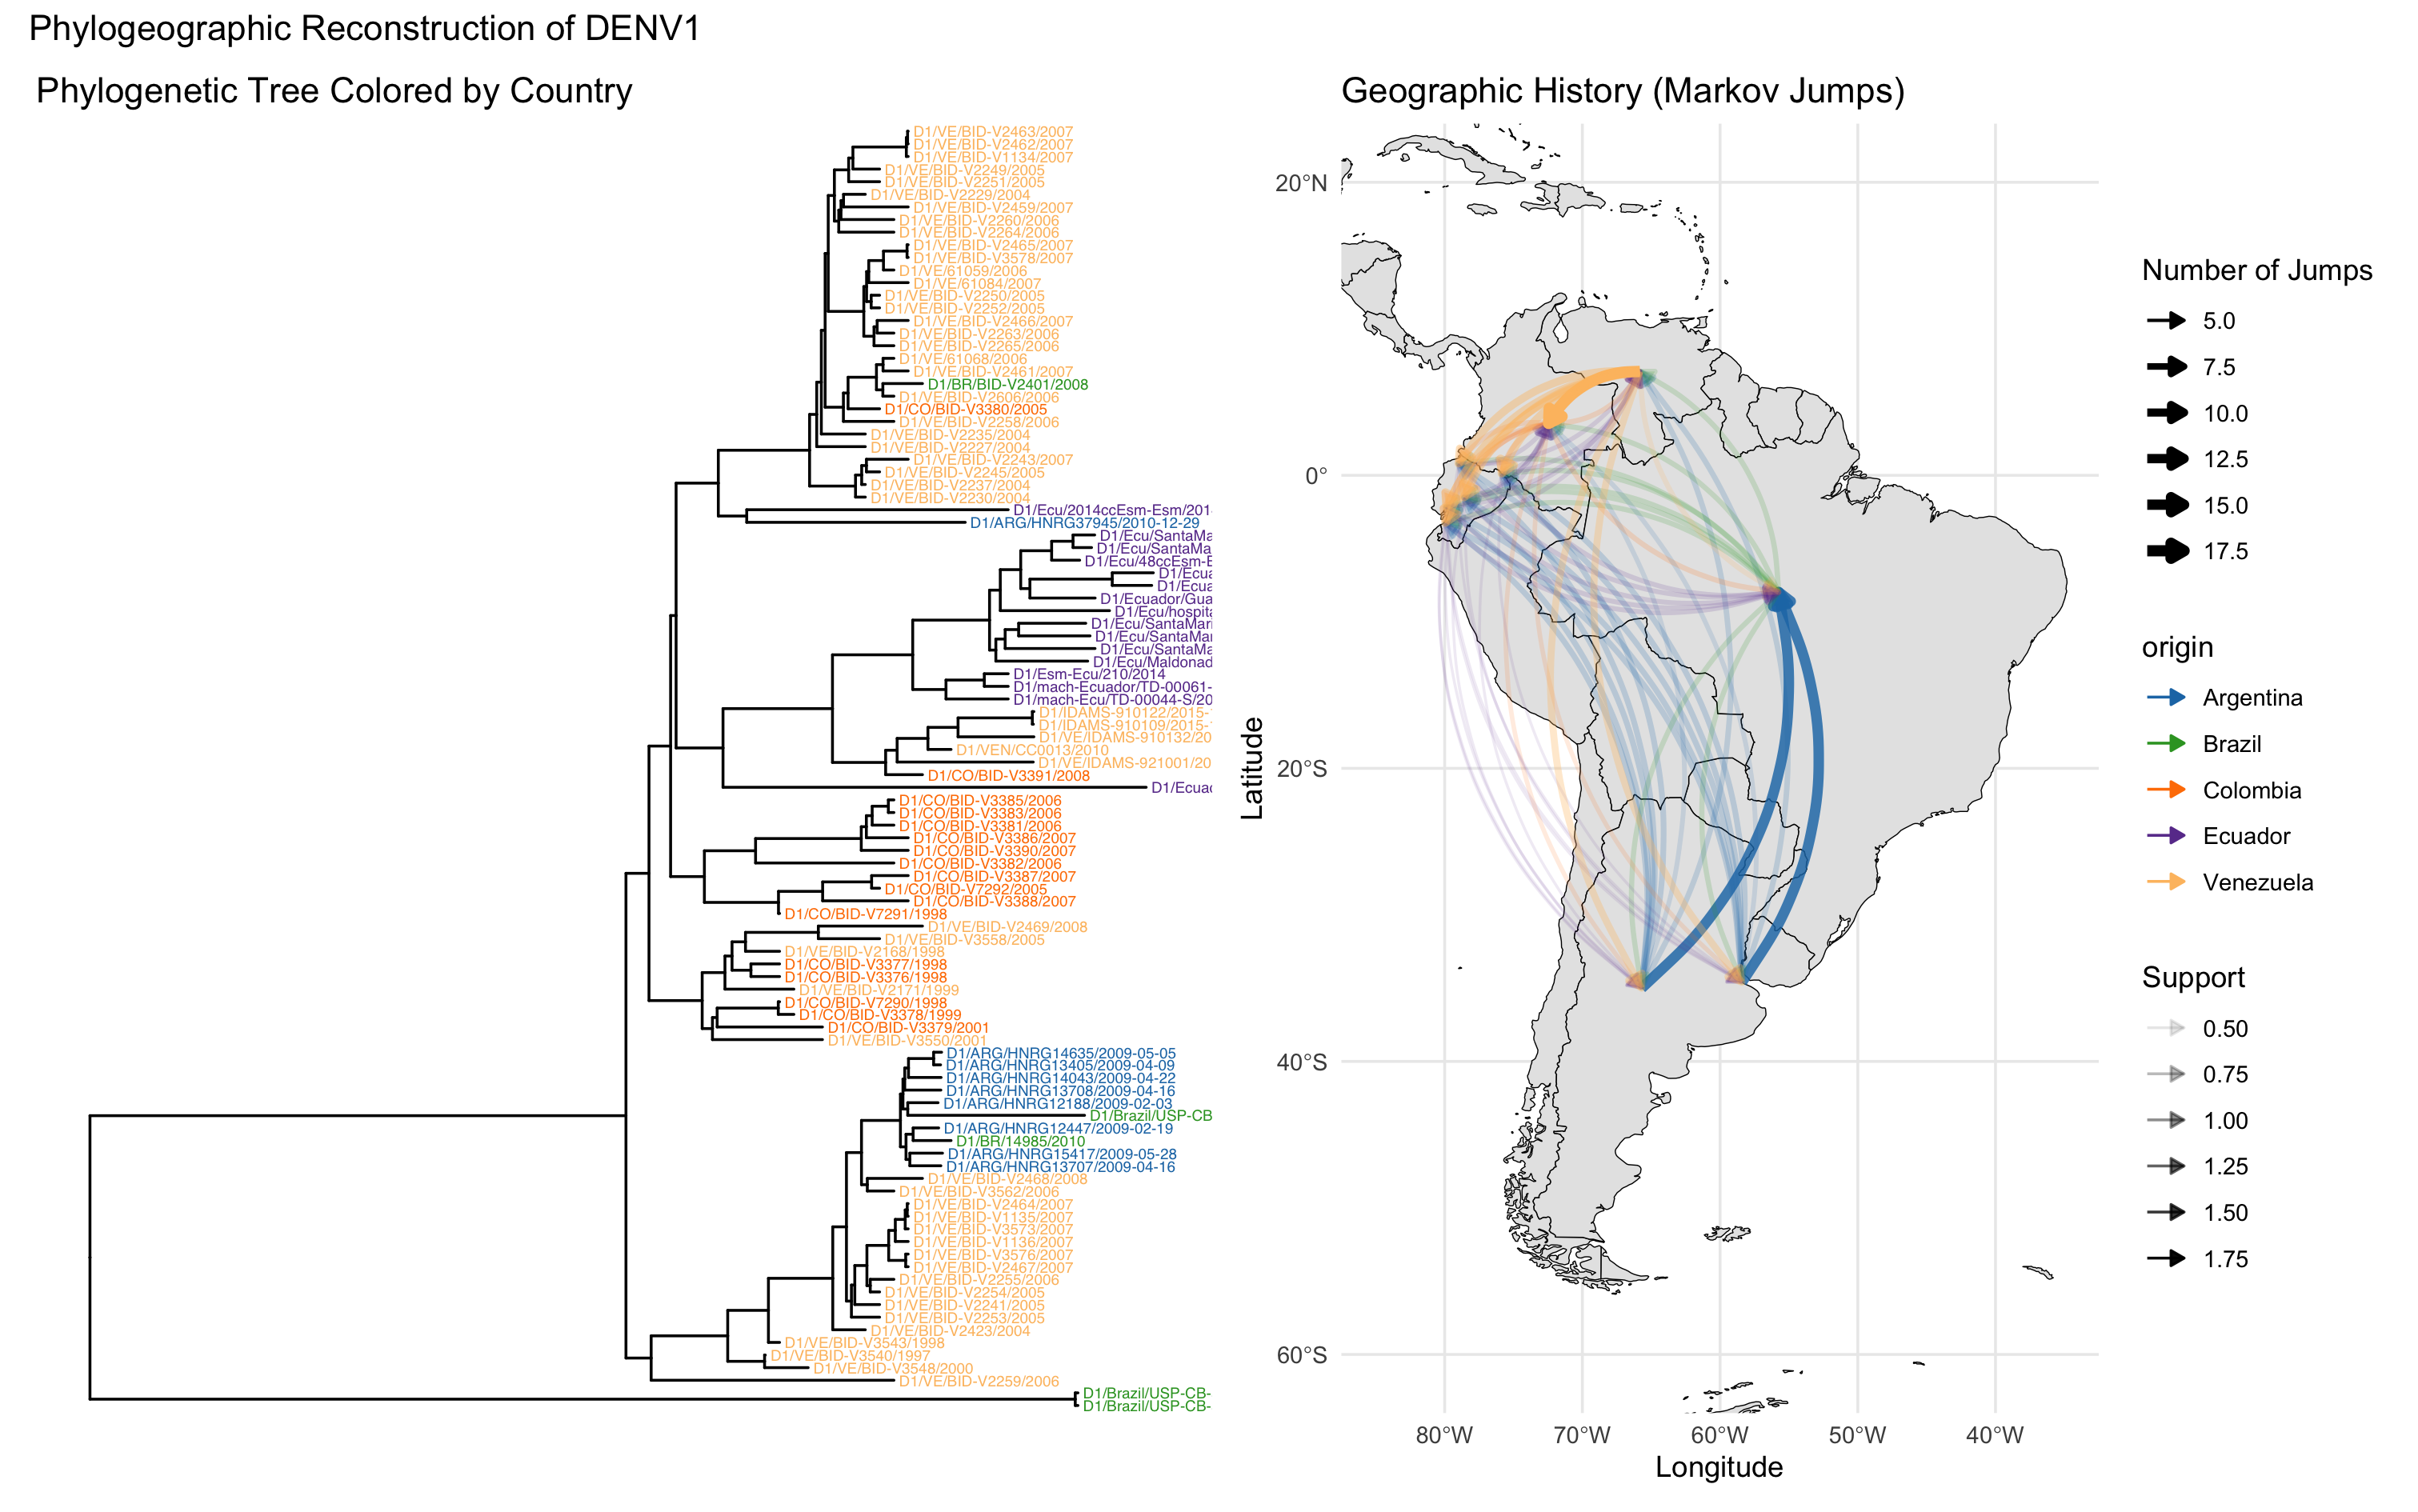 Phylogeographic Reconstruction of DENV1
Phylogenetic Tree Colored by Country
D1/VE/BID-V2463/2007
D1/VE/BID-V2462/2007
D1/VE/BID-V1134/2007
D1/VE/BID-V2249/2005
D1/VE/BID-V2251/2005
D1/VE/BID-V2229/2004
D1/VE/BID-V2459/2007
D1/VE/BID-V2260/2006
D1/VE/BID-V2264/2006
D1/VE/BID-V2465/2007
D1/VE/BID-V3578/2007
D1/VE/61059/2006
D1/VE/61084/2007
D1/VE/BID-V2250/2005
D1/VE/BID-V2252/2005
D1/VE/BID-V2466/2007
D1/VE/BID-V2263/2006
D1/VE/BID-V2265/2006
D1/VE/61068/2006
D1/VE/BID-V2461/2007
D1/BR/BID-V2401/2008
D1/VE/BID-V2606/2006
D1/CO/BID-V3380/2005
D1/VE/BID-V2258/2006
D1/VE/BID-V2235/2004
D1/VE/BID-V2227/2004
D1/VE/BID-V2243/2007
D1/VE/BID-V2245/2005
D1/VE/BID-V2237/2004
D1/VE/BID-V2230/2004
D1/Ecu/2014ccEsm-Esm/201
D1/ARG/HNRG37945/2010-12-29
D1/Ecu/SantaMa
D1/Ecu/SantaMa
D1/Ecu/48ccEsm-E
D1/Ecua
D1/Ecua
D1/Ecuador/Gua
D1/Ecu/hospita
D1/Ecu/SantaMari
D1/Ecu/SantaMar
D1/Ecu/SantaMa
D1/Ecu/Maldonad
D1/Esm-Ecu/210/2014
D1/mach-Ecuador/TD-00061-
D1/mach-Ecu/TD-00044-S/20
D1/IDAMS-910122/2015-
D1/IDAMS-910109/2015-
D1/VE/IDAMS-910132/20
D1/VEN/CC0013/2010
D1/VE/IDAMS-921001/20
D1/CO/BID-V3391/2008
D1/Ecuad
D1/CO/BID-V3385/2006
D1/CO/BID-V3383/2006
D1/CO/BID-V3381/2006
D1/CO/BID-V3386/2007
D1/CO/BID-V3390/2007
D1/CO/BID-V3382/2006
D1/CO/BID-V3387/2007
D1/CO/BID-V7292/2005
D1/CO/BID-V3388/2007
D1/CO/BID-V7291/1998
D1/VE/BID-V2469/2008
D1/VE/BID-V3558/2005
D1/VE/BID-V2168/1998
D1/CO/BID-V3377/1998
D1/CO/BID-V3376/1998
D1/VE/BID-V2171/1999
D1/CO/BID-V7290/1998
D1/CO/BID-V3378/1999
D1/CO/BID-V3379/2001
D1/VE/BID-V3550/2001
D1/ARG/HNRG14635/2009-05-05
D1/ARG/HNRG13405/2009-04-09
D1/ARG/HNRG14043/2009-04-22
D1/ARG/HNRG13708/2009-04-16
D1/ARG/HNRG12188/2009-02-03
D1/Brazil/USP-CB
D1/ARG/HNRG12447/2009-02-19
D1/BR/14985/2010
D1/ARG/HNRG15417/2009-05-28
D1/ARG/HNRG13707/2009-04-16
D1/VE/BID-V2468/2008
D1/VE/BID-V3562/2006
D1/VE/BID-V2464/2007
D1/VE/BID-V1135/2007
D1/VE/BID-V3573/2007
D1/VE/BID-V1136/2007
D1/VE/BID-V3576/2007
D1/VE/BID-V2467/2007
D1/VE/BID-V2255/2006
D1/VE/BID-V2254/2005
D1/VE/BID-V2241/2005
D1/VE/BID-V2253/2005
D1/VE/BID-V2423/2004
D1/VE/BID-V3543/1998
D1/VE/BID-V3540/1997
D1/VE/BID-V3548/2000
D1/VE/BID-V2259/2006
D1/Brazil/USP-CB-
D1/Brazil/USP-CB-
Geographic History (Markov Jumps)
Latitude
20°N
0°
20°S
40°S
60°S
80°W
70°W
60°W
50°W
40°W
Longitude
Number of Jumps
5.0
7.5
10.0
12.5
15.0
17.5
origin
Argentina
Brazil
Colombia
Ecuador
Venezuela
Support
0.50
0.75
1.00
1.25
1.50
1.75